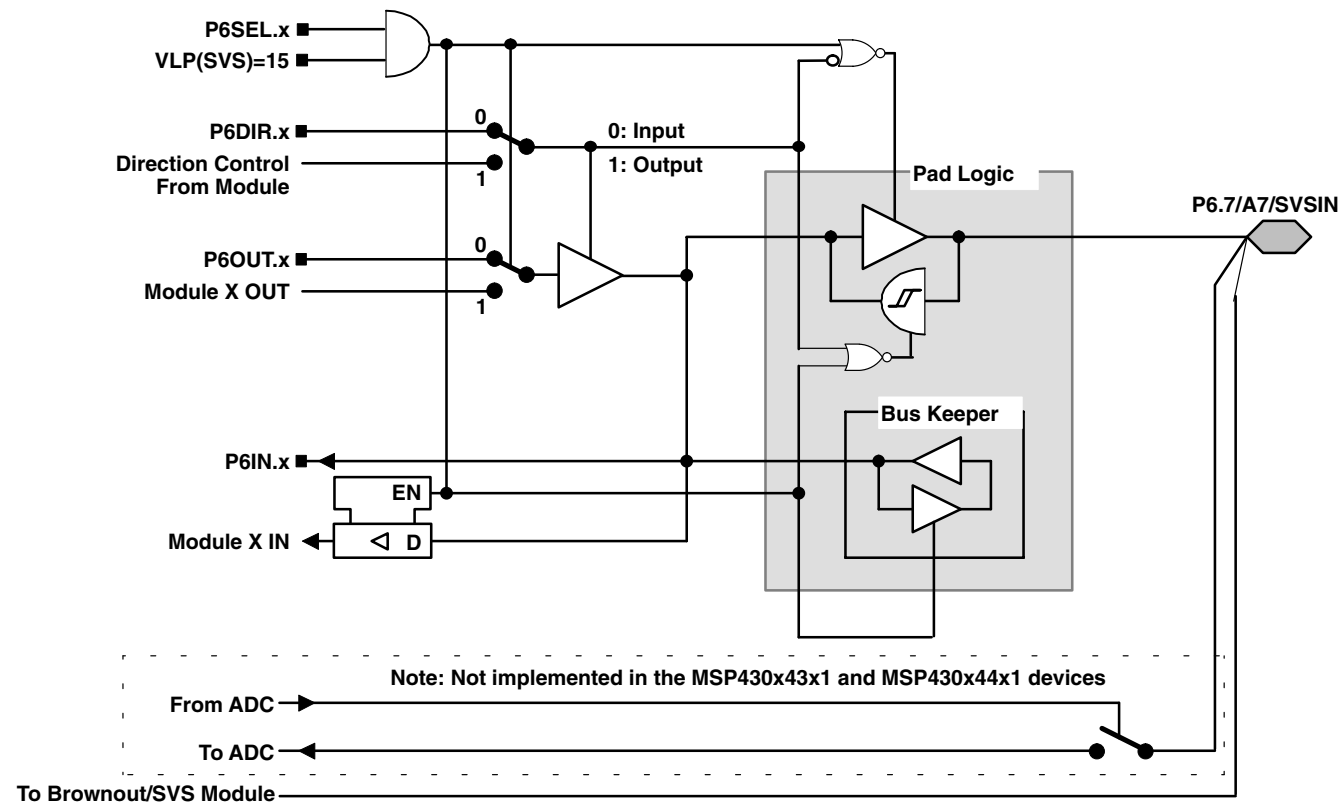 P6SEL.x
VLP(SVS)=15
P6DIR.x
0
0: Input
Direction Control
From Module
1
1: Output
Pad Logic
P6.7/A7/SVSIN
P6OUT.x
0
Module X OUT
1
Bus Keeper
P6IN.x
EN
Module X IN
D
Note: Not implemented in the MSP430x43x1 and MSP430x44x1 devices
From ADC
To ADC
To Brownout/SVS Module